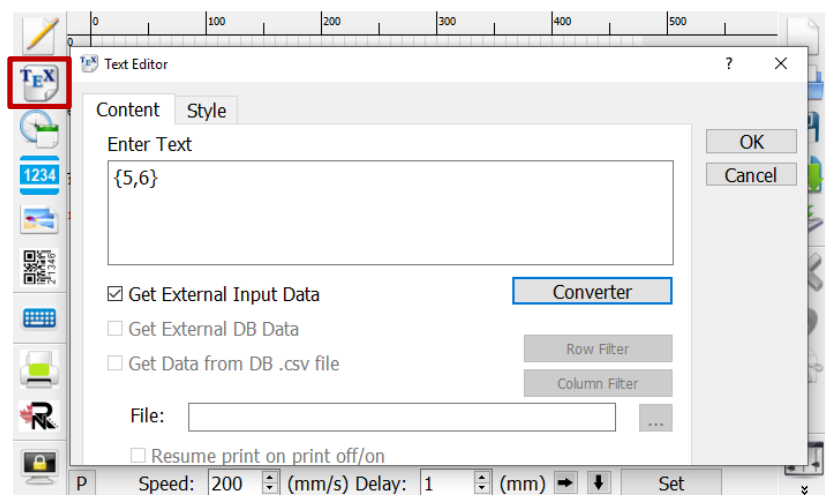 0 100 200 300 400 500
0
TEX Text Editor ? ×
TEX
Content Style
Enter Text
OK
{5,6}
Cancel
1234
Get External Input Data Converter
Get External DB Data
Row Filter
Get Data from DB .csv file
Column Filter
File: ...
Resume print on print off/on
P Speed: 200 (mm/s) Delay: 1 (mm) Set